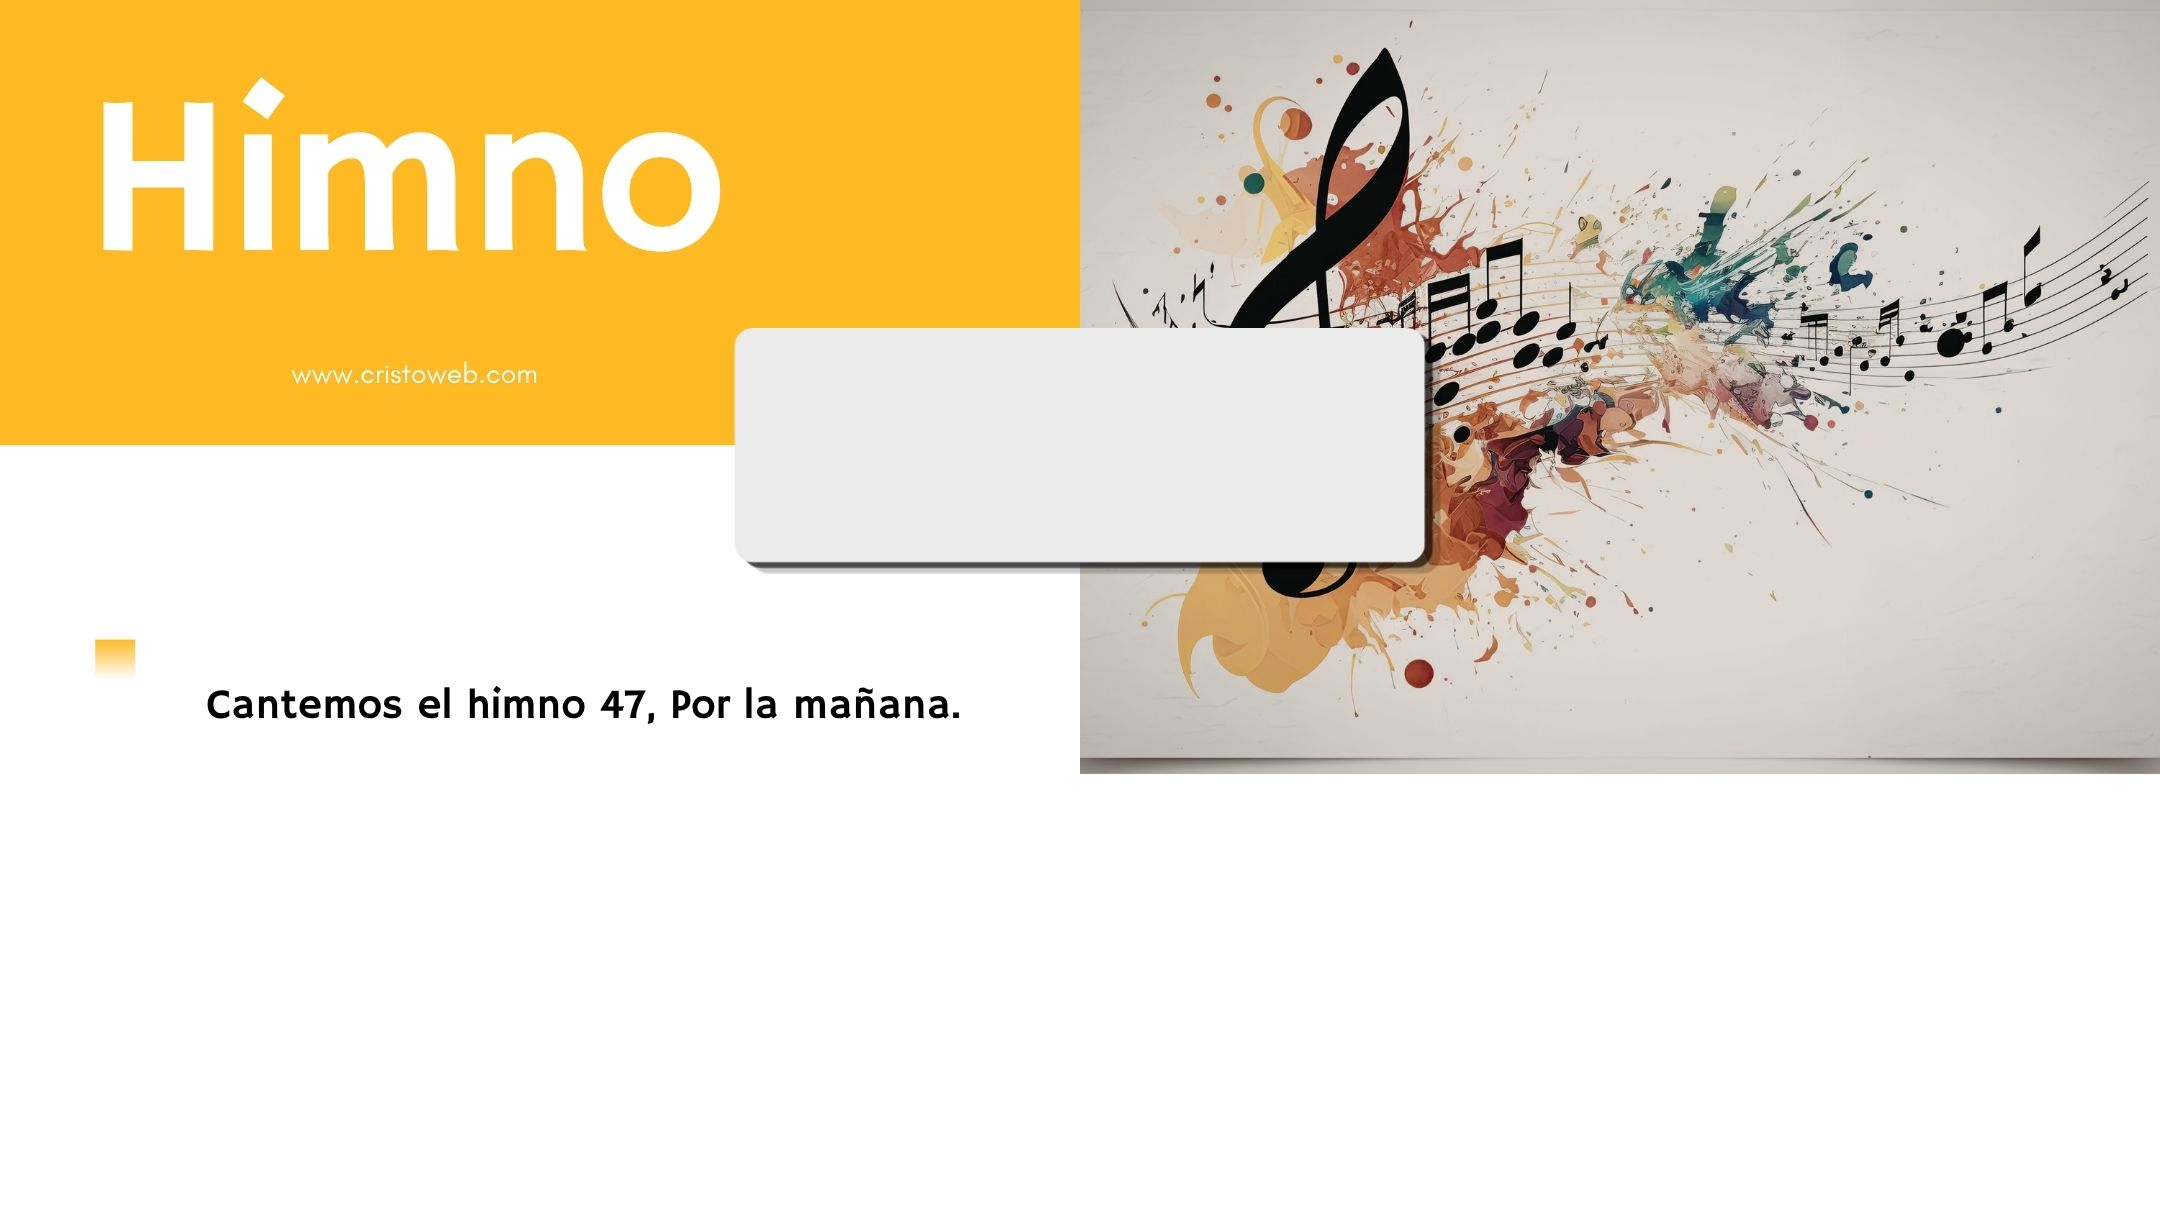 Himno
www.cristoweb.com
Cantemos el himno 47, Por la mañana.